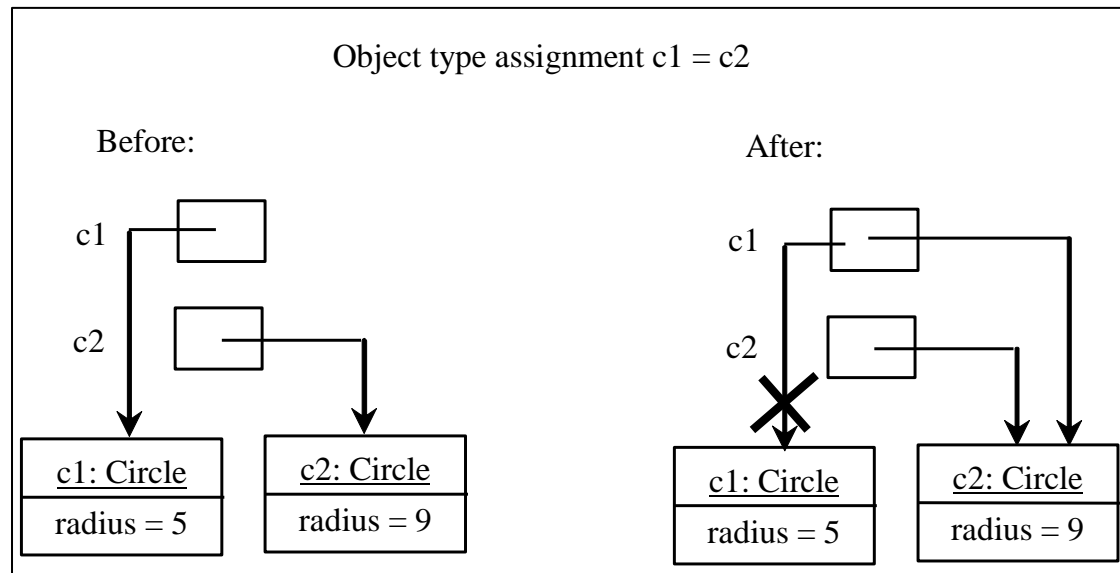 Object type assignment c1 = c2
Before:
c1
c2
c1: Circle
radius = 5
c2: Circle
radius = 9
After:
c1
c2
c1: Circle
radius = 5
c2: Circle
radius = 9